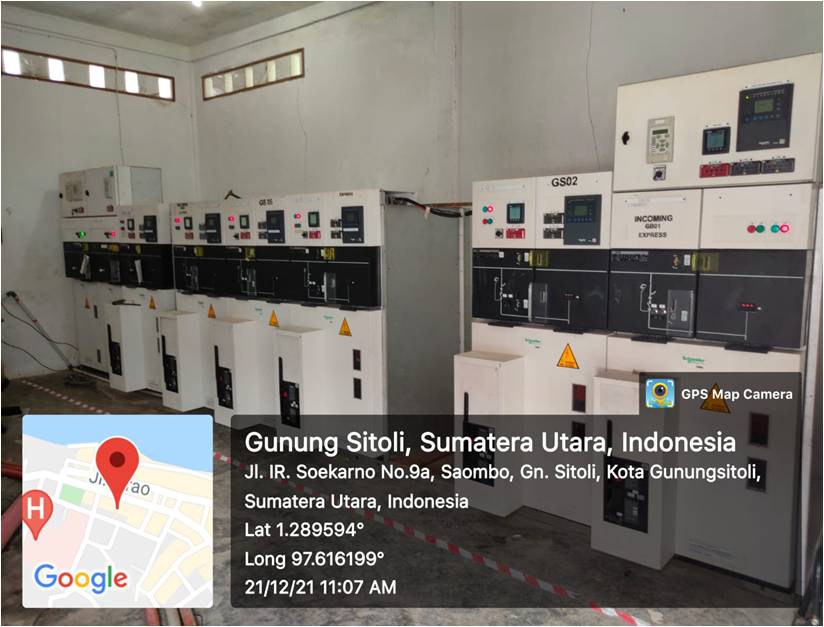 GS 05
EXPRESS
GS02
INCOMING
GB01
EXPRESS
Schneider
Schneider
GPS Map Camera
Gunung Sitoli, Sumatera Utara, Indonesia
Jl. IR. Soekarno No.9a, Saombo, Gn. Sitoli, Kota Gunungsitoli,
Sumatera Utara, Indonesia
Lat 1.289594°
Long 97.616199°
21/12/21 11:07 AM
H
Google